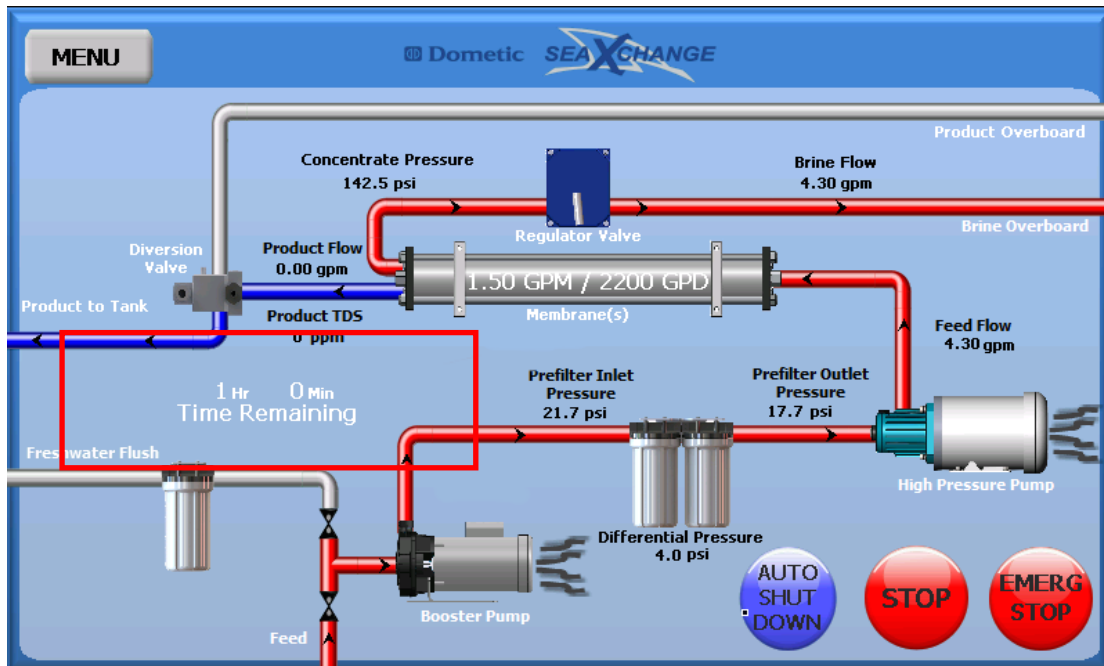 MENU
Dometic SEAXCHANGE
Product Overboard
Concentrate Pressure
142.5 psi
Brine Flow
4.30 gpm
Regulator Valve
Brine Overboard
Diversion
Valve
Product Flow
0.00 gpm
1.50 GPM / 2200 GPD
Membrane(s)
Product to Tank
Product TDS
0 ppm
Feed Flow
4.30 gpm
1 Hr 0 Min
Time Remaining
Prefilter Inlet
Pressure
21.7 psi
Prefilter Outlet
Pressure
17.7 psi
Freshwater Flush
High Pressure Pump
Differential Pressure
4.0 psi
Booster Pump
Feed
AUTO
SHUT
DOWN
STOP
EMERG
STOP